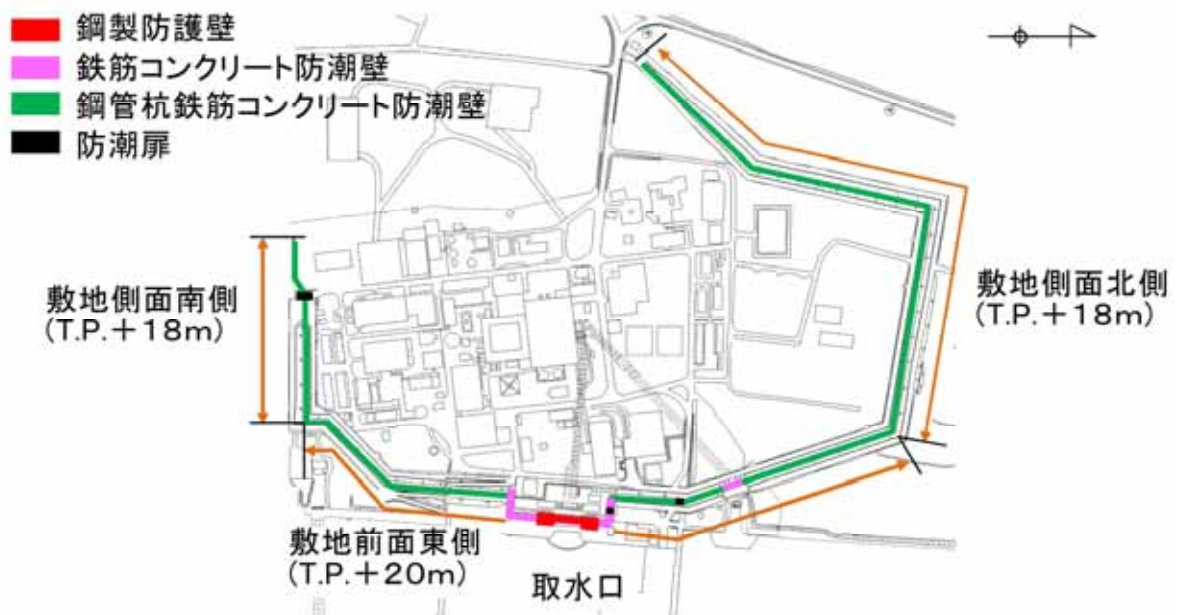 鋼製防護壁
鉄筋コンクリート防潮壁
鋼管杭鉄筋コンクリート防潮壁
防潮扉
敷地側面南側
(T.P.+18m)
敷地側面北側
(T.P.+18m)
敷地前面東側
(T.P.+20m)
取水口